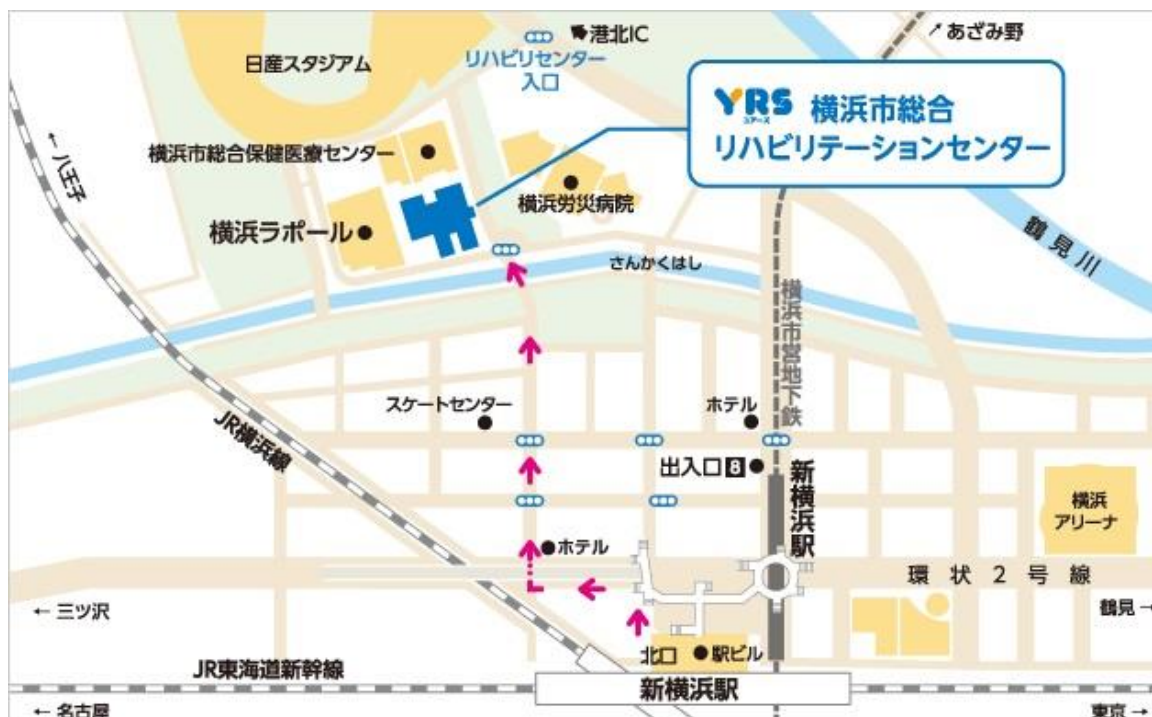 日産スタジアム
港北IC
リハビリセンター
入口
あざみ野
YRS 横浜市総合
ユアーズ
リハビリテーションセンター
← 八王子
横浜市総合保健医療センター
横浜労災病院
横浜ラポール
さんかくはし
鶴見川
横浜市営地下鉄
スケートセンター
ホテル
JR横浜線
出入口8
新横浜駅
横浜
アリーナ
ホテル
環状2号線
← 三ツ沢
鶴見 →
北口
駅ビル
JR東海道新幹線
新横浜駅
← 名古屋
東京 →